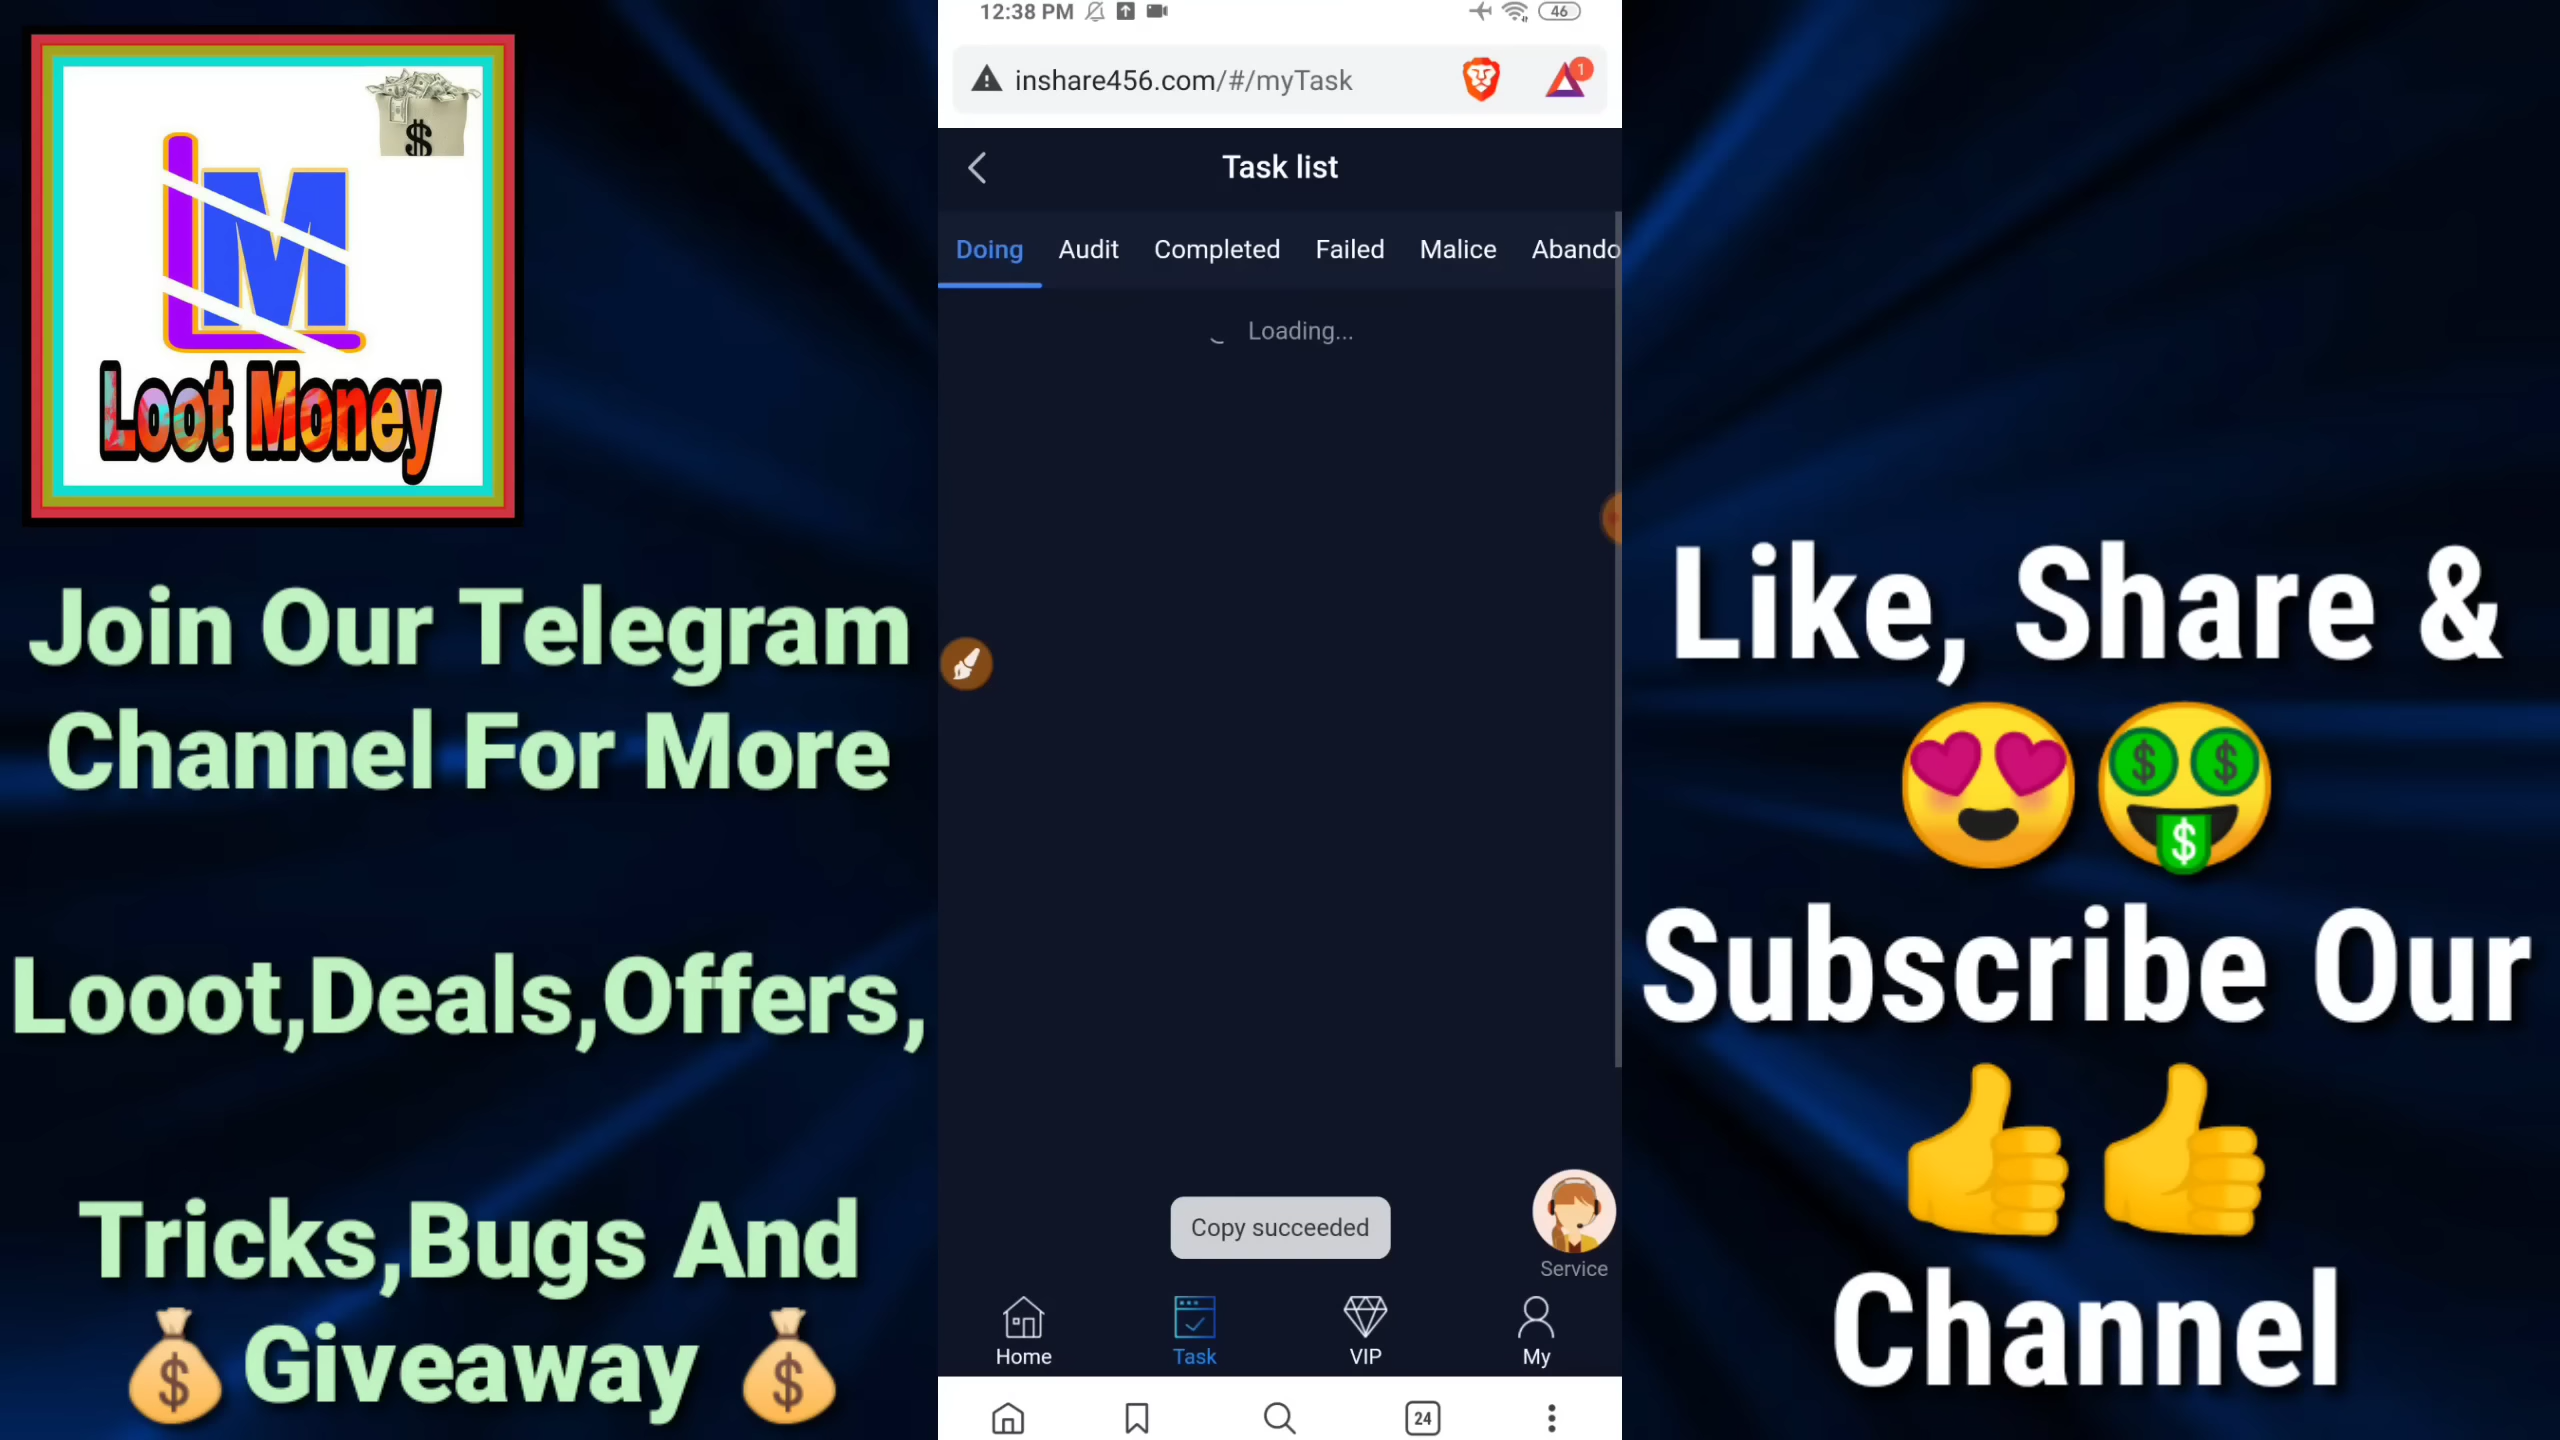 12:38 PM
46
inshare456.com/#/myTask
1
Task list
Doing Audit Completed Failed Malice Abando
Loading...
Copy succeeded
Service
Home Task VIP My
24
$
LM
Loot Money
Join Our Telegram
Channel For More
Looot,Deals,Offers,
Tricks,Bugs And
Giveaway
Like, Share &
Subscribe Our
Channel